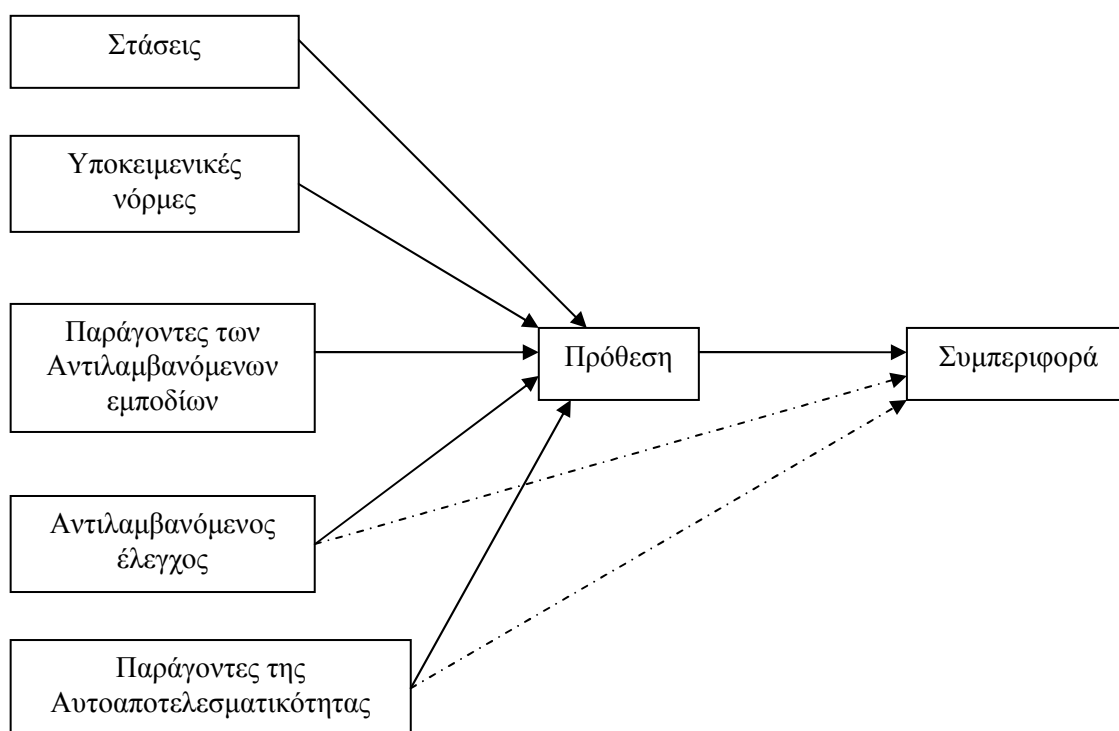 Στάσεις
Υποκειμενικές
νόρμες
Παράγοντες των
Αντιλαμβανόμενων
εμποδίων
Πρόθεση
Συμπεριφορά
Αντιλαμβανόμενος
έλεγχος
Παράγοντες της
Αυτοαποτελεσματικότητας